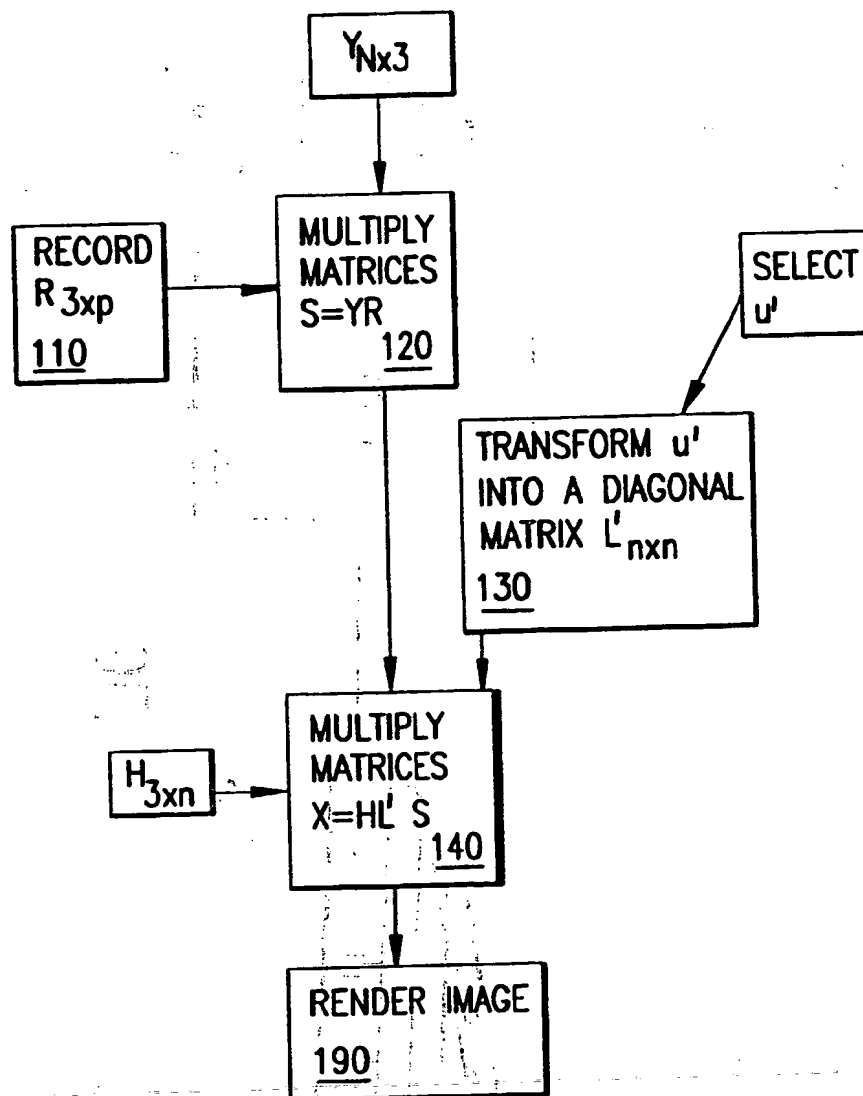 Y_Nx3
RECORD
R_3xp
110
MULTIPLY
MATRICES
S=YR
120
SELECT
u'
TRANSFORM u'
INTO A DIAGONAL
MATRIX L'_nxn
130
H_3xn
MULTIPLY
MATRICES
X=HL' S
140
RENDER IMAGE
190